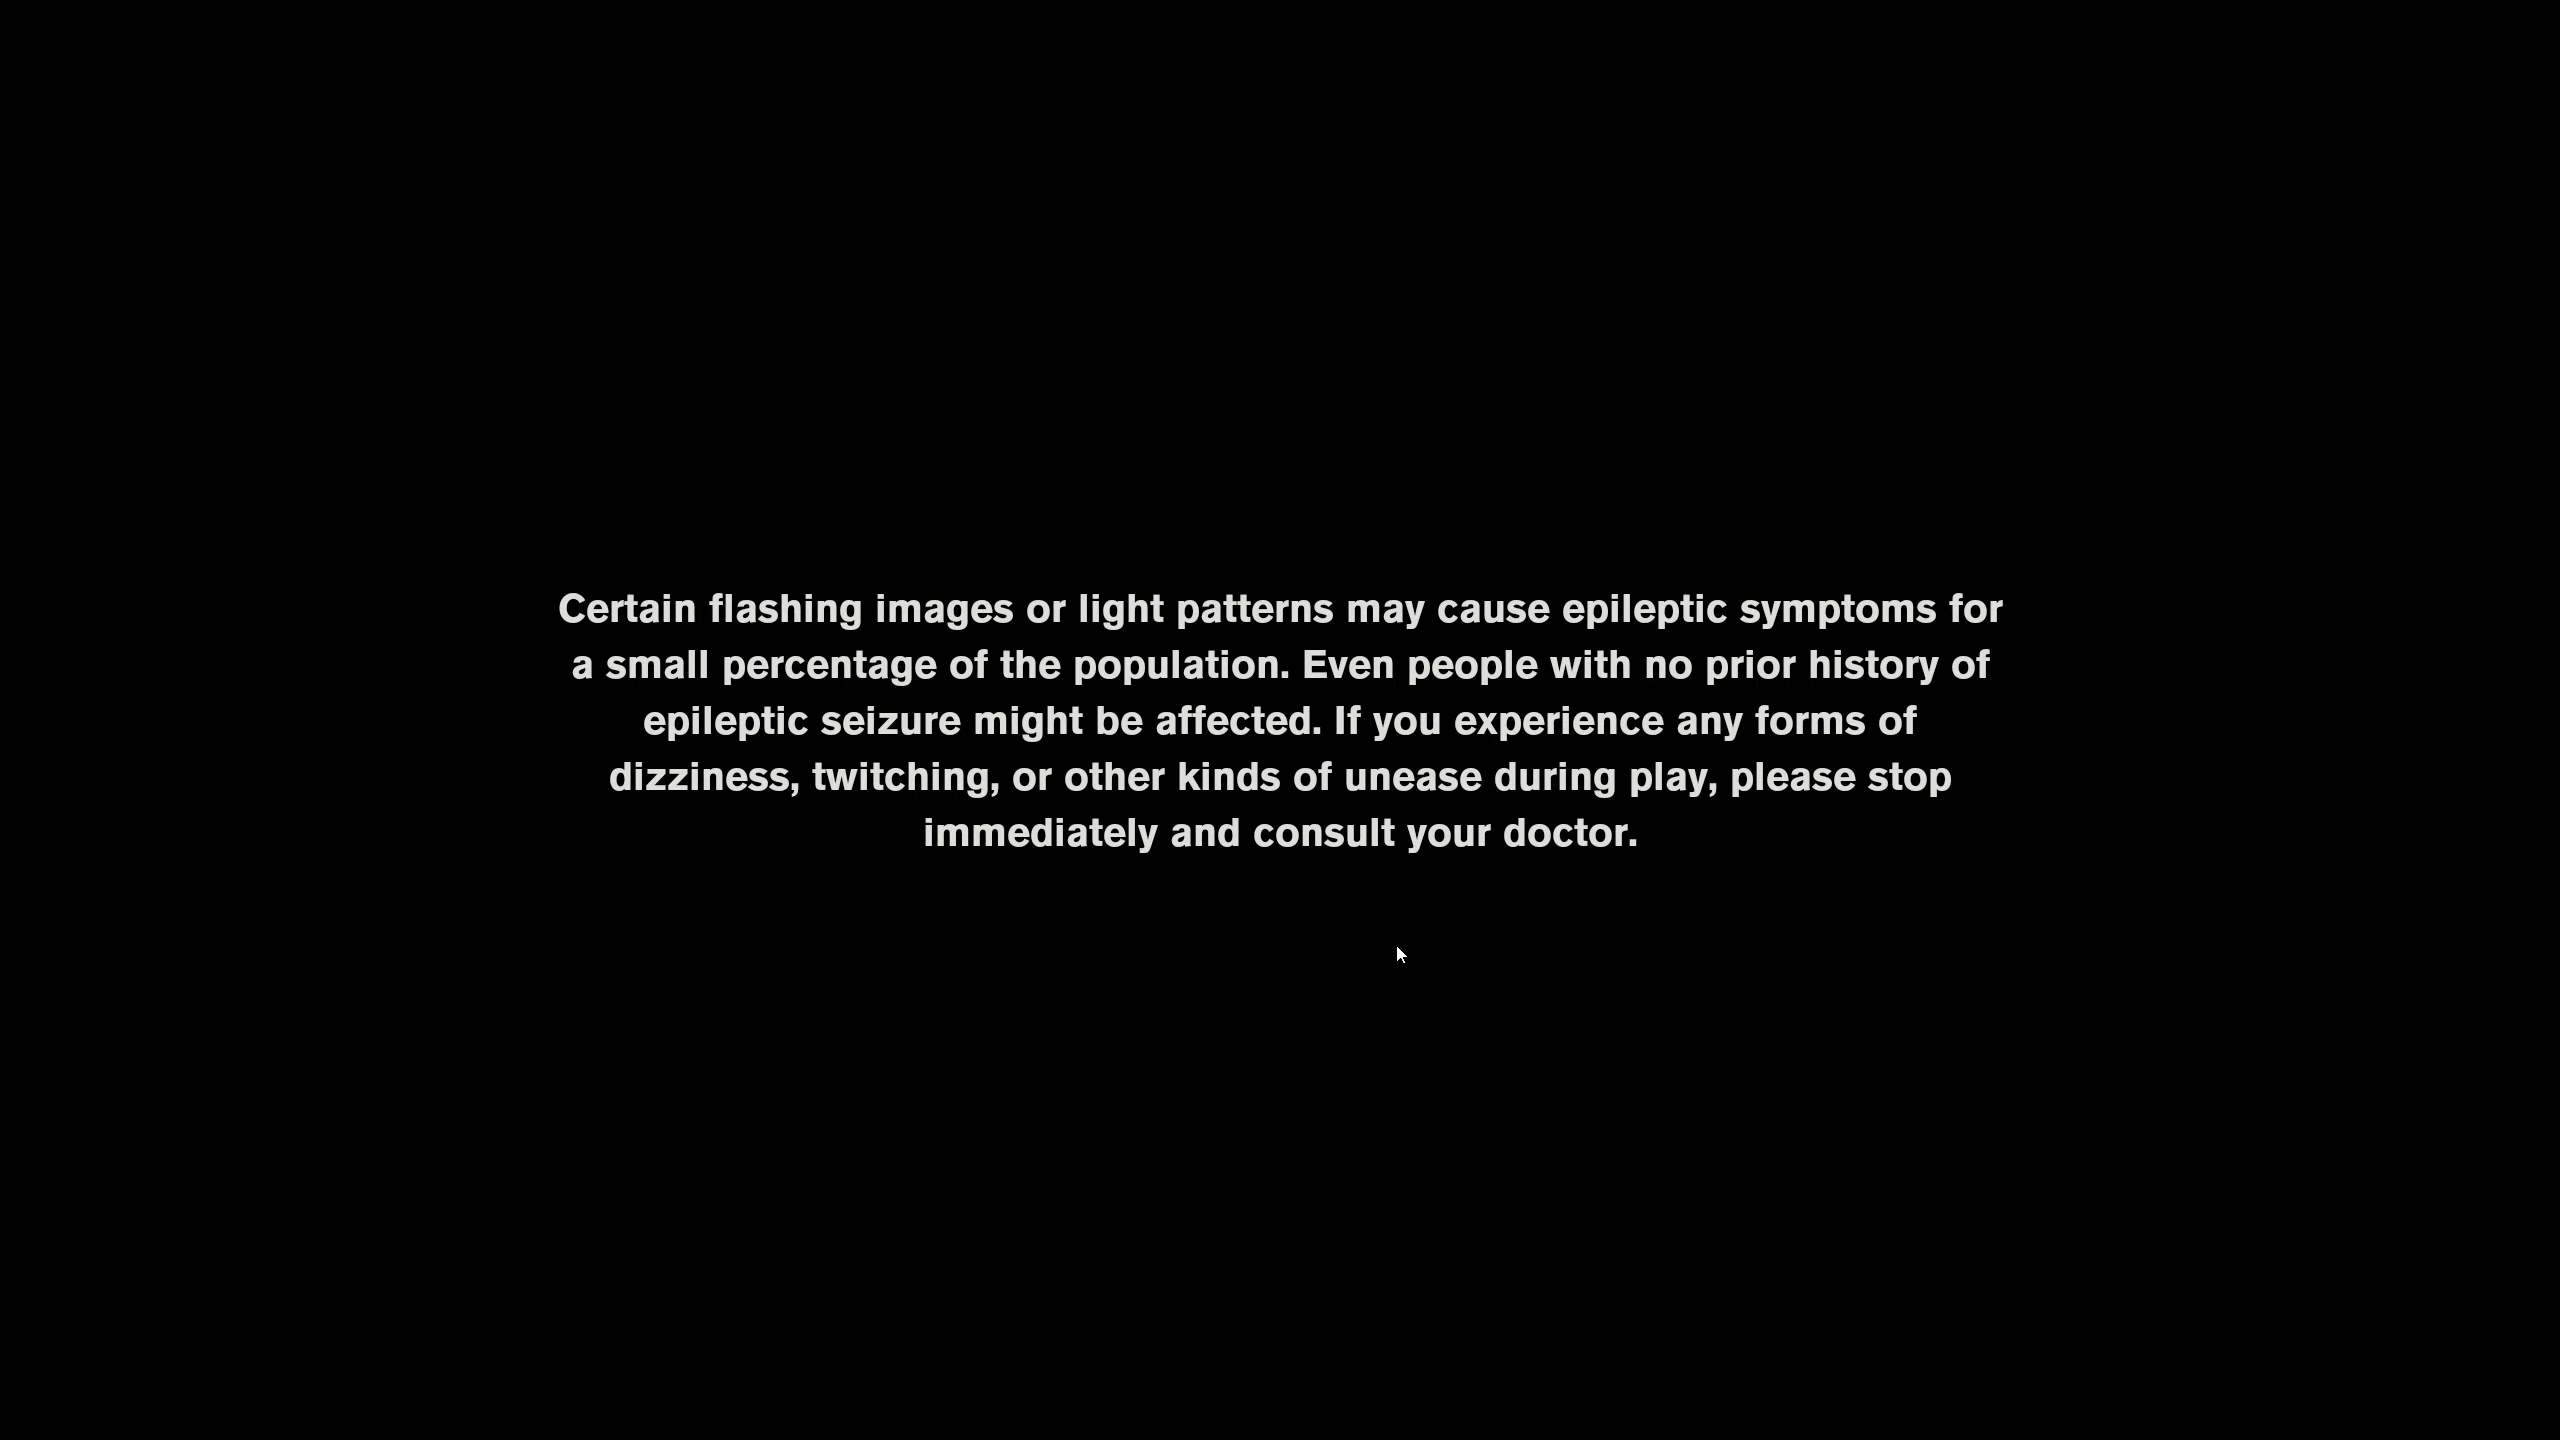 Certain flashing images or light patterns may cause epileptic symptoms for
a small percentage of the population. Even people with no prior history of
epileptic seizure might be affected. If you experience any forms of
dizziness, twitching, or other kinds of unease during play, please stop
immediately and consult your doctor.